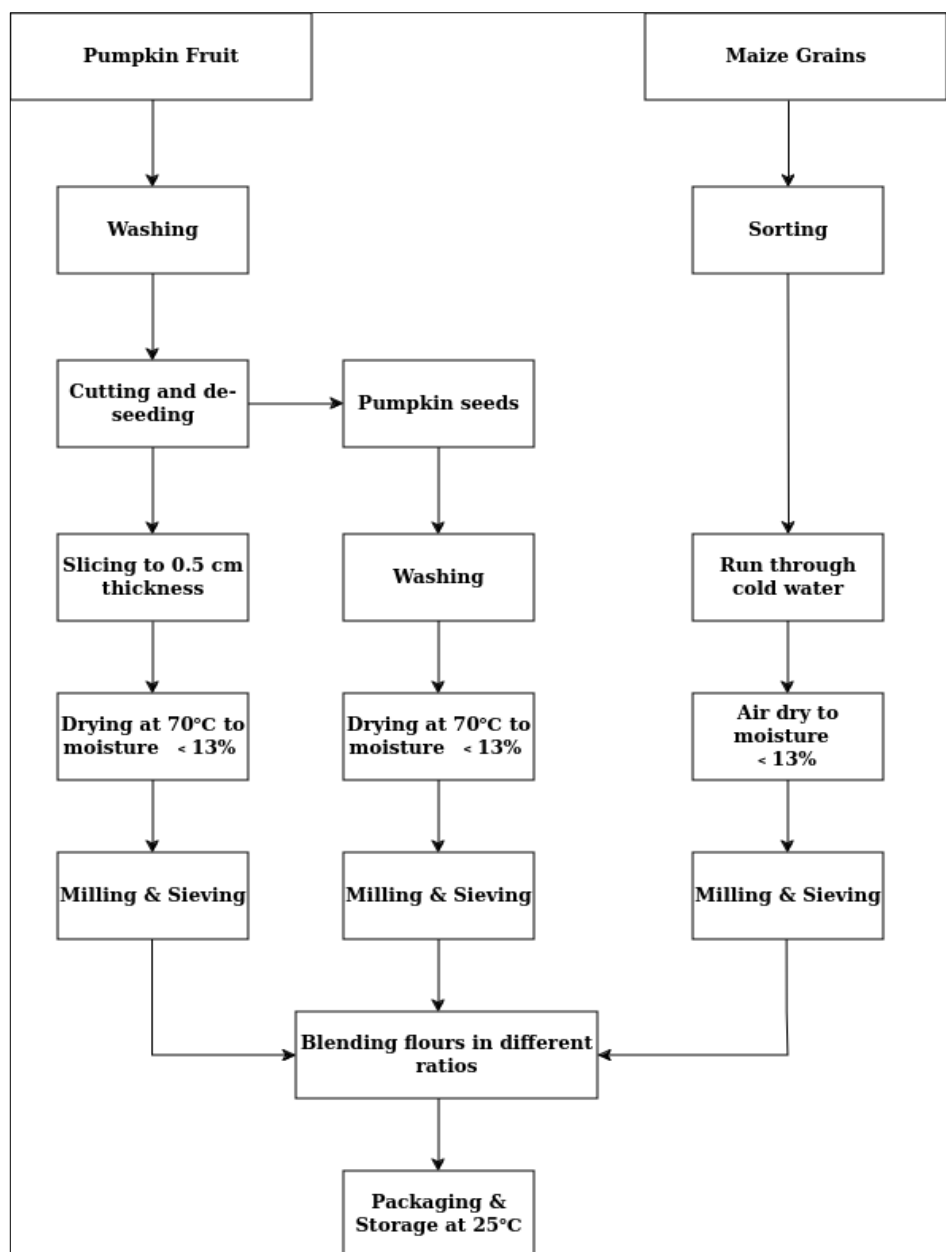 Pumpkin Fruit
Maize Grains
Washing
Sorting
Cutting and de-
seeding
Pumpkin seeds
Slicing to 0.5 cm
thickness
Washing
Run through
cold water
Drying at 70°C to
moisture < 13%
Drying at 70°C to
moisture < 13%
Air dry to
moisture
< 13%
Milling & Sieving
Milling & Sieving
Milling & Sieving
Blending flours in different
ratios
Packaging &
Storage at 25°C